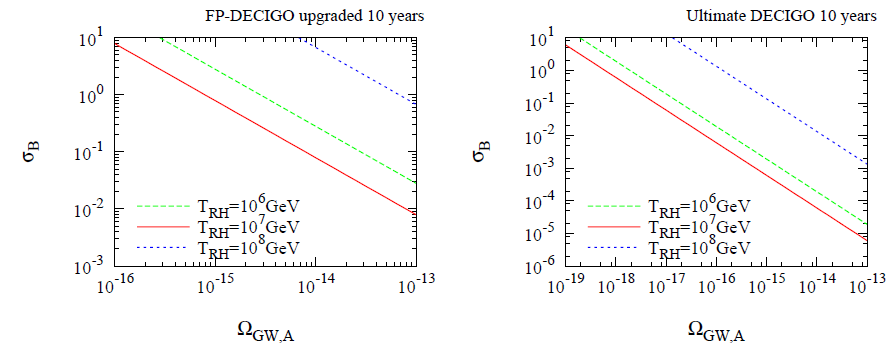 FP-DECIGO upgraded 10 years
10^1
10^0
10^-1
10^-2
10^-3
σ_B
T_RH=10^6GeV
T_RH=10^7GeV
T_RH=10^8GeV
10^-16 10^-15 10^-14 10^-13
Ω_GW,A
Ultimate DECIGO 10 years
10^1
10^0
10^-1
10^-2
10^-3
10^-4
10^-5
10^-6
σ_B
T_RH=10^6GeV
T_RH=10^7GeV
T_RH=10^8GeV
10^-19 10^-18 10^-17 10^-16 10^-15 10^-14 10^-13
Ω_GW,A